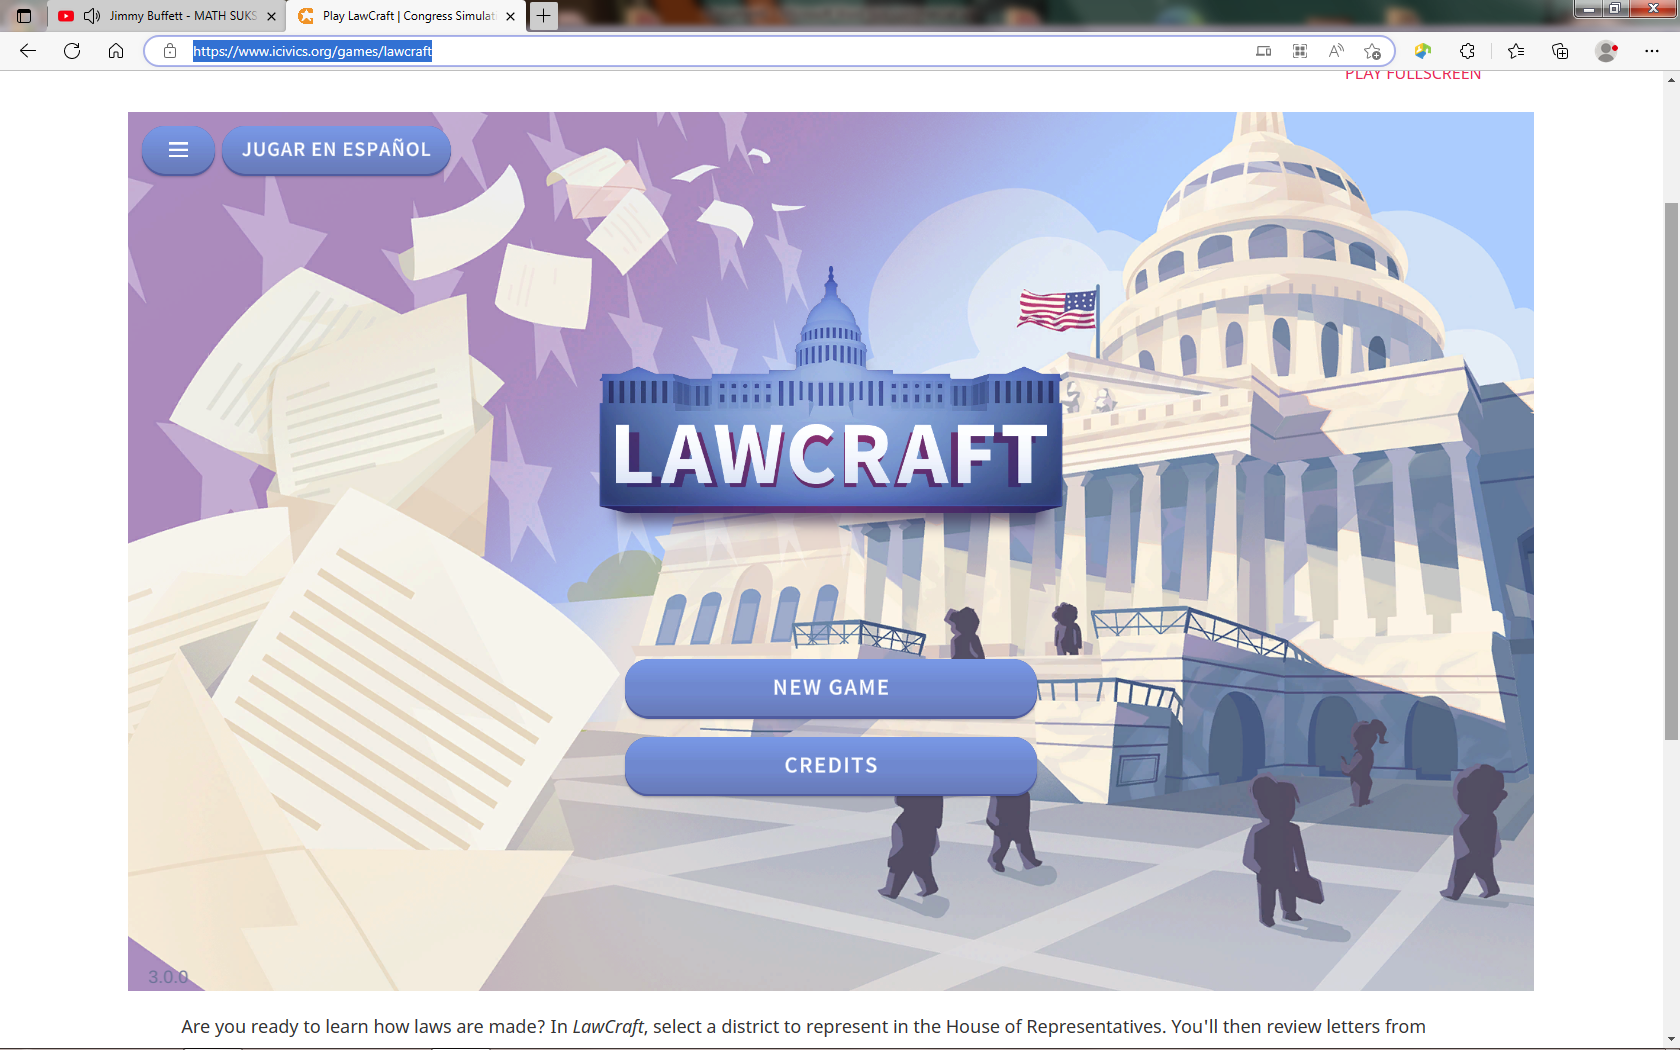 Jimmy Buffett - MATH SUKS
Play LawCraft | Congress Simulati
https://www.icivics.org/games/lawcraft
PLAY FULLSCREEN
JUGAR EN ESPAÑOL
LAWCRAFT
NEW GAME
CREDITS
3.0.0
Are you ready to learn how laws are made? In LawCraft, select a district to represent in the House of Representatives. You'll then review letters from